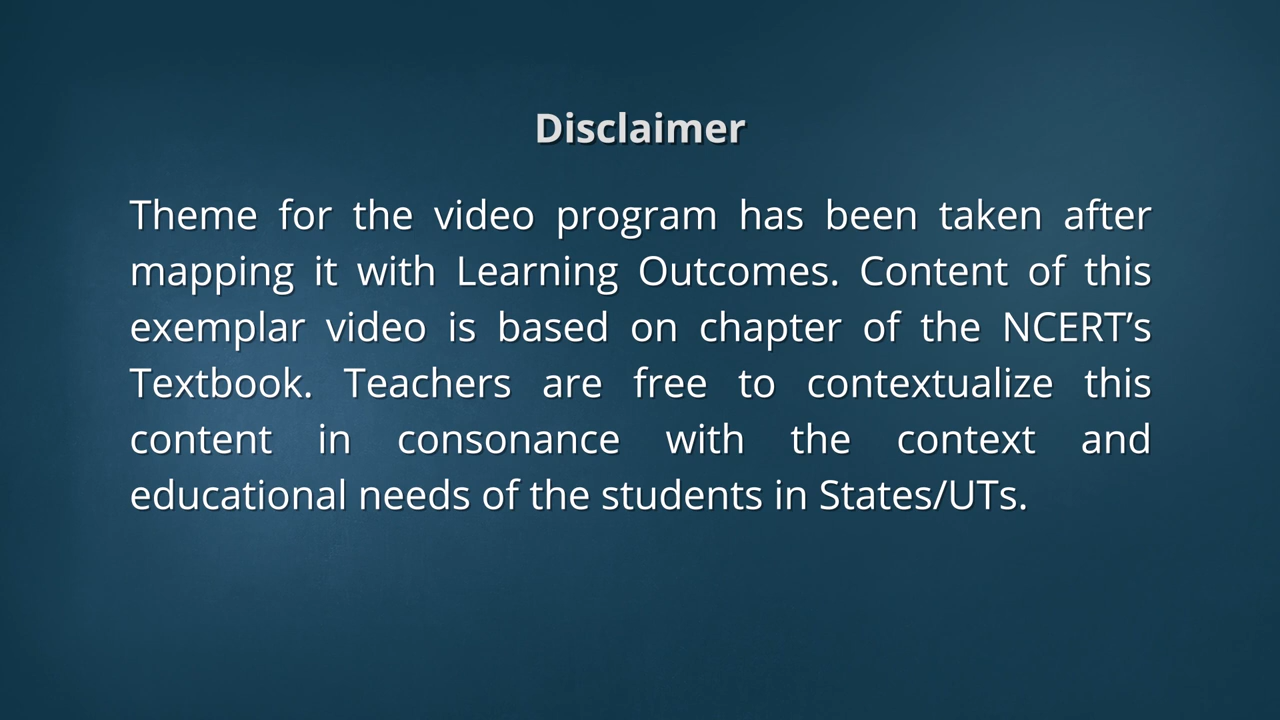 Disclaimer
Theme for the video program has been taken after
mapping it with Learning Outcomes. Content of this
exemplar video is based on chapter of the NCERT’s
Textbook. Teachers are free to contextualize this
content in consonance with the context and
educational needs of the students in States/UTs.